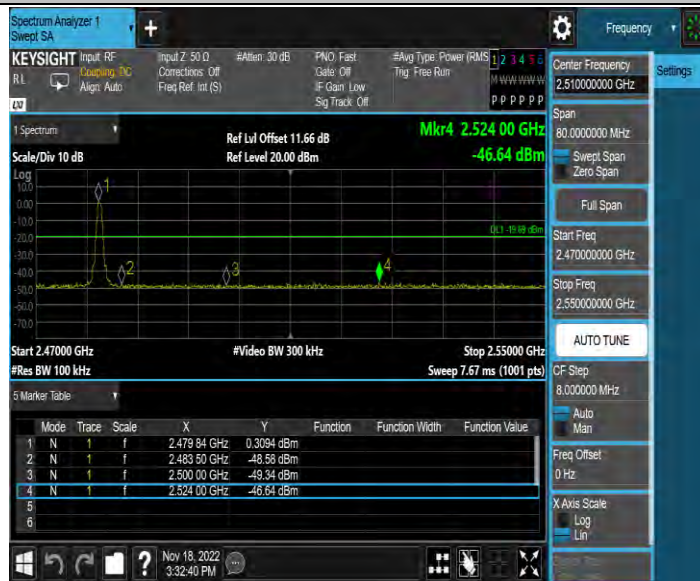 Spectrum Analyzer 1
Swept SA
+
Frequency
KEYSIGHT
Input: RF
Input Z: 50 Ω
#Atten: 30 dB
PNO: Fast
#Avg Type: Power (RMS
1 2 3 4 5 6
RL
Coupling: DC
Corrections: Off
Gate: Off
Trig: Free Run
M WW WW W
Align: Auto
Freq Ref: Int (S)
IF Gain: Low
Sig Track: Off
P P P P P P
LXI
Center Frequency
2.510000000 GHz
Settings
Span
80.0000000 MHz
Swept Span
Zero Span
Full Span
Start Freq
2.470000000 GHz
Stop Freq
2.550000000 GHz
AUTO TUNE
CF Step
8.000000 MHz
Auto
Man
Freq Offset
0 Hz
X Axis Scale
Log
Lin
1 Spectrum
Ref Lvl Offset 11.66 dB
Mkr4 2.524 00 GHz
Scale/Div 10 dB
Ref Level 20.00 dBm
-46.64 dBm
Log
10.0
0.00
-10.0
-20.0
-30.0
-40.0
-50.0
-60.0
-70.0
1
2
3
4
DL1 -19.69 dBm
Start 2.47000 GHz
#Video BW 300 kHz
Stop 2.55000 GHz
#Res BW 100 kHz
Sweep 7.67 ms (1001 pts)
5 Marker Table
Mode Trace Scale X Y Function Function Width Function Value
1 N 1 f 2.479 84 GHz 0.3094 dBm
2 N 1 f 2.483 50 GHz -48.58 dBm
3 N 1 f 2.500 00 GHz -49.34 dBm
4 N 1 f 2.524 00 GHz -46.64 dBm
5
6
?
Nov 18, 2022
3:32:40 PM